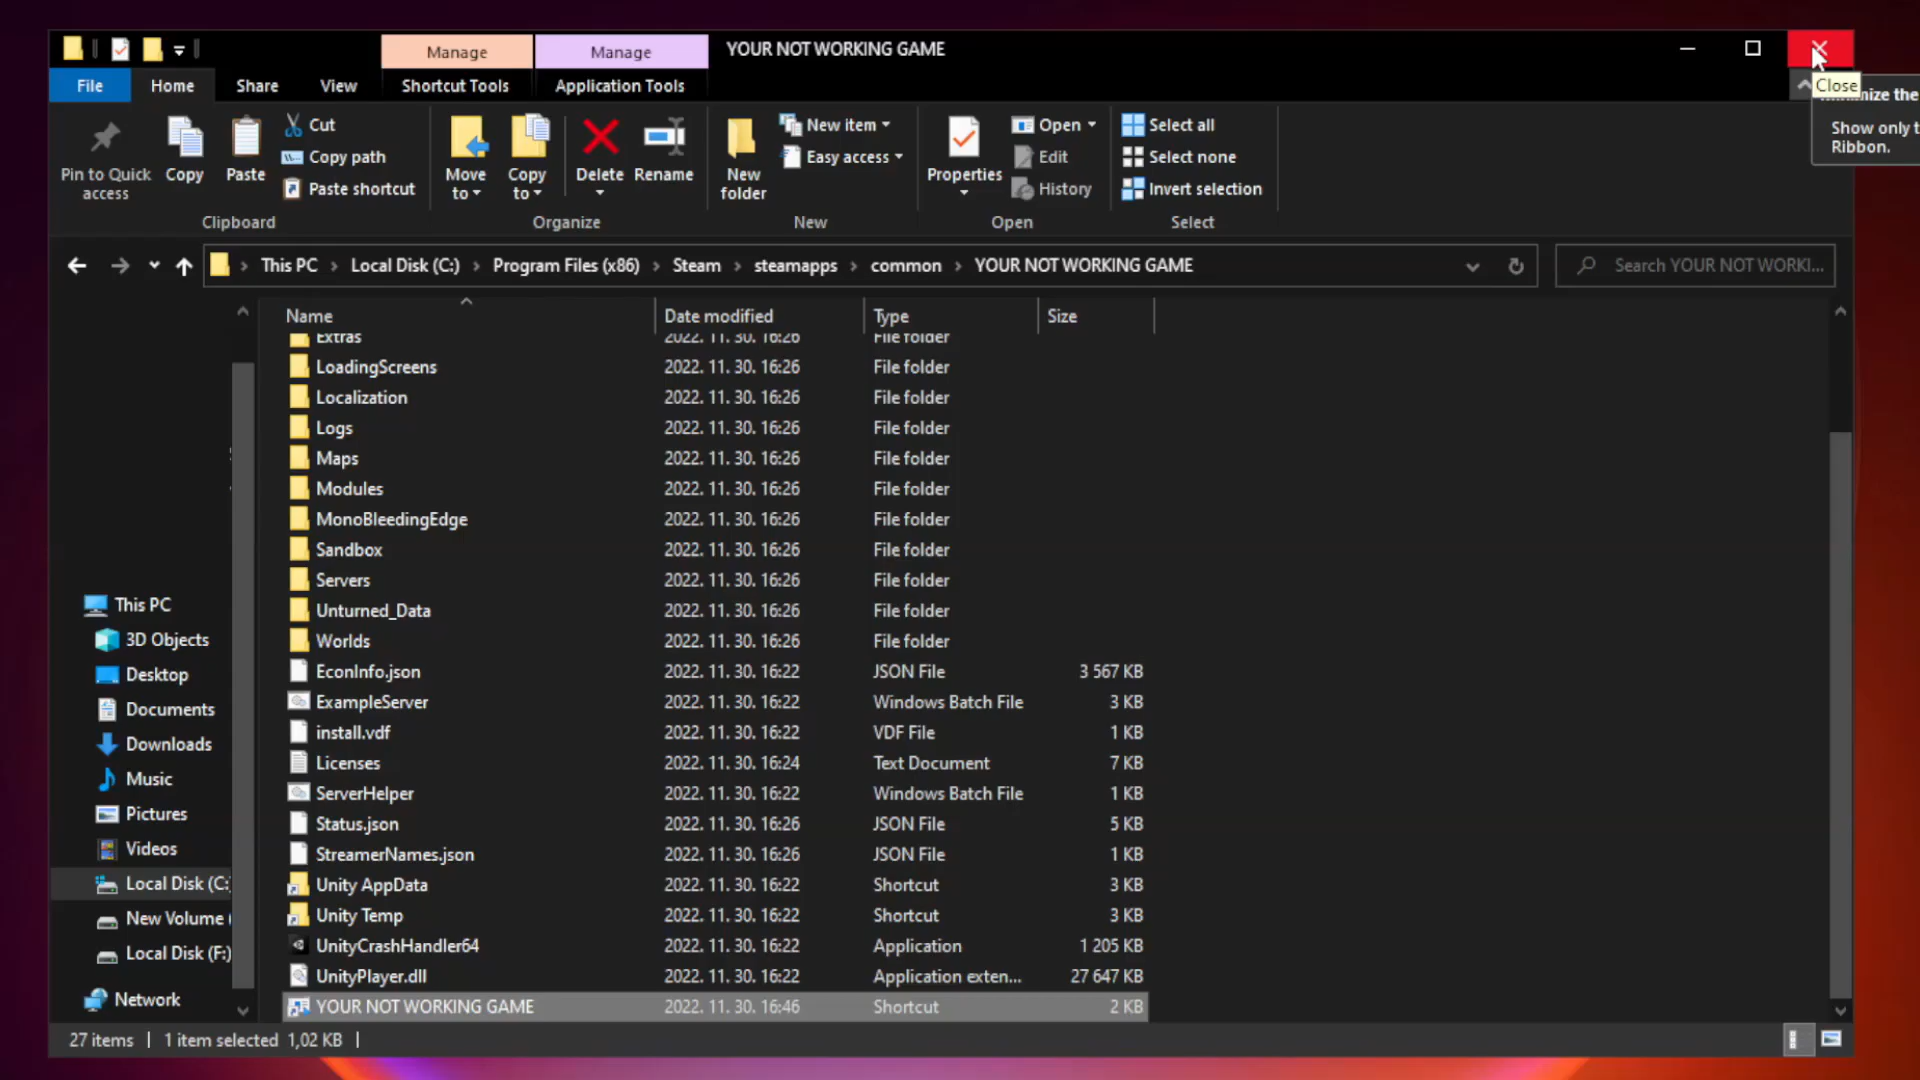 Manage
Manage
YOUR NOT WORKING GAME
File
Home
Share
View
Shortcut Tools
Application Tools
Close
the
Show only
Ribbon.
Pin to Quick access
Copy
Paste
Cut
Copy path
Paste shortcut
Clipboard
Move to
Copy to
Delete
Rename
Organize
New folder
New item
Easy access
New
Properties
Open
Edit
History
Open
Select all
Select none
Invert selection
Select
This PC > Local Disk (C:) > Program Files (x86) > Steam > steamapps > common > YOUR NOT WORKING GAME
Search YOUR NOT WORKI...
Name Date modified Type Size
Extras 2022. 11. 30. 16:26 File folder
LoadingScreens 2022. 11. 30. 16:26 File folder
Localization 2022. 11. 30. 16:26 File folder
Logs 2022. 11. 30. 16:26 File folder
Maps 2022. 11. 30. 16:26 File folder
Modules 2022. 11. 30. 16:26 File folder
MonoBleedingEdge 2022. 11. 30. 16:26 File folder
Sandbox 2022. 11. 30. 16:26 File folder
Servers 2022. 11. 30. 16:26 File folder
Unturned_Data 2022. 11. 30. 16:26 File folder
Worlds 2022. 11. 30. 16:26 File folder
EconInfo.json 2022. 11. 30. 16:22 JSON File 3 567 KB
ExampleServer 2022. 11. 30. 16:22 Windows Batch File 3 KB
install.vdf 2022. 11. 30. 16:22 VDF File 1 KB
Licenses 2022. 11. 30. 16:24 Text Document 7 KB
ServerHelper 2022. 11. 30. 16:22 Windows Batch File 1 KB
Status.json 2022. 11. 30. 16:26 JSON File 5 KB
StreamerNames.json 2022. 11. 30. 16:26 JSON File 1 KB
Unity AppData 2022. 11. 30. 16:22 Shortcut 3 KB
Unity Temp 2022. 11. 30. 16:22 Shortcut 3 KB
UnityCrashHandler64 2022. 11. 30. 16:22 Application 1 205 KB
UnityPlayer.dll 2022. 11. 30. 16:22 Application exten... 27 647 KB
YOUR NOT WORKING GAME 2022. 11. 30. 16:46 Shortcut 2 KB
This PC
3D Objects
Desktop
Documents
Downloads
Music
Pictures
Videos
Local Disk (C:
New Volume (
Local Disk (F:)
Network
27 items | 1 item selected 1,02 KB |